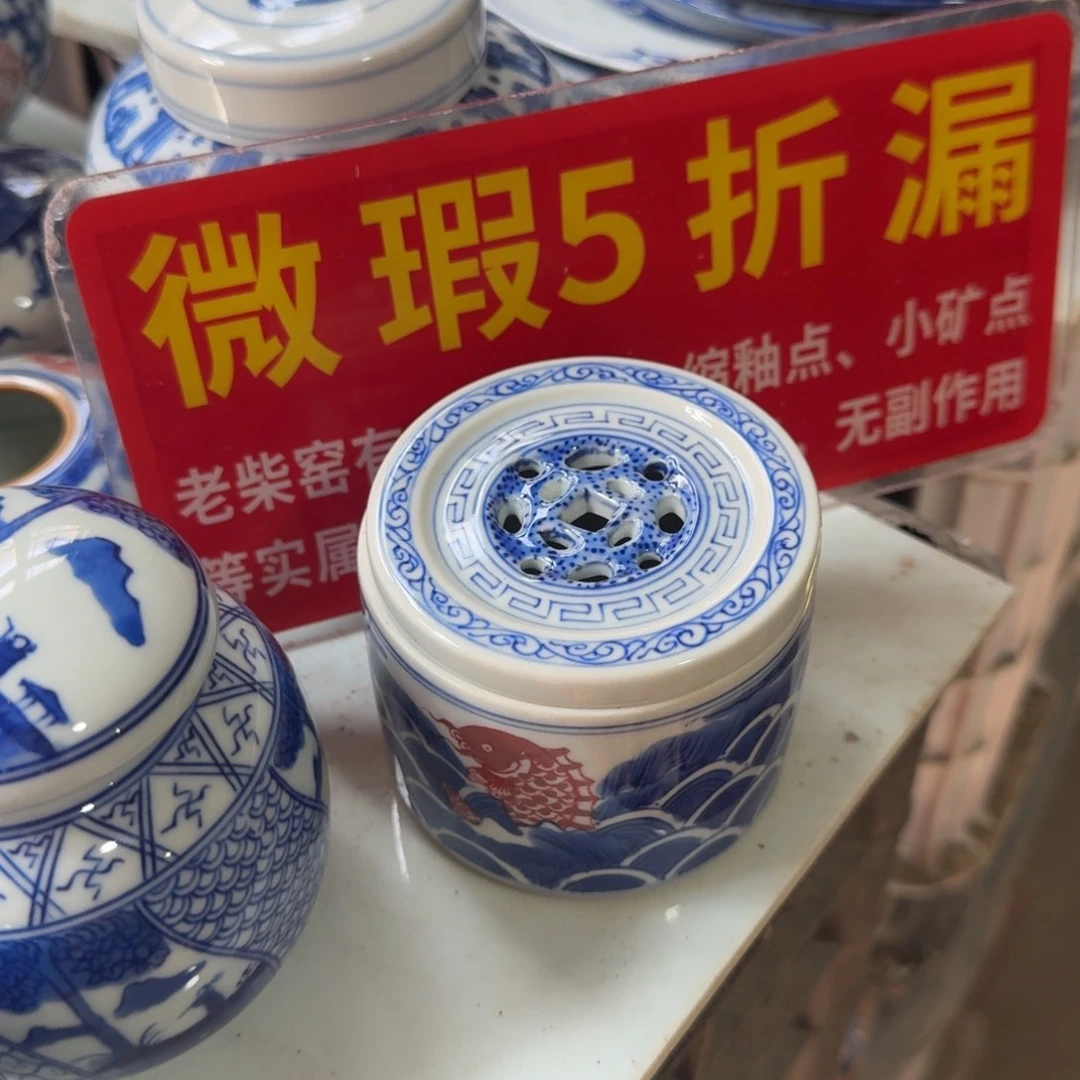 微瑕5折漏
老柴窑有 缩釉点、小矿点
等实属 无副作用